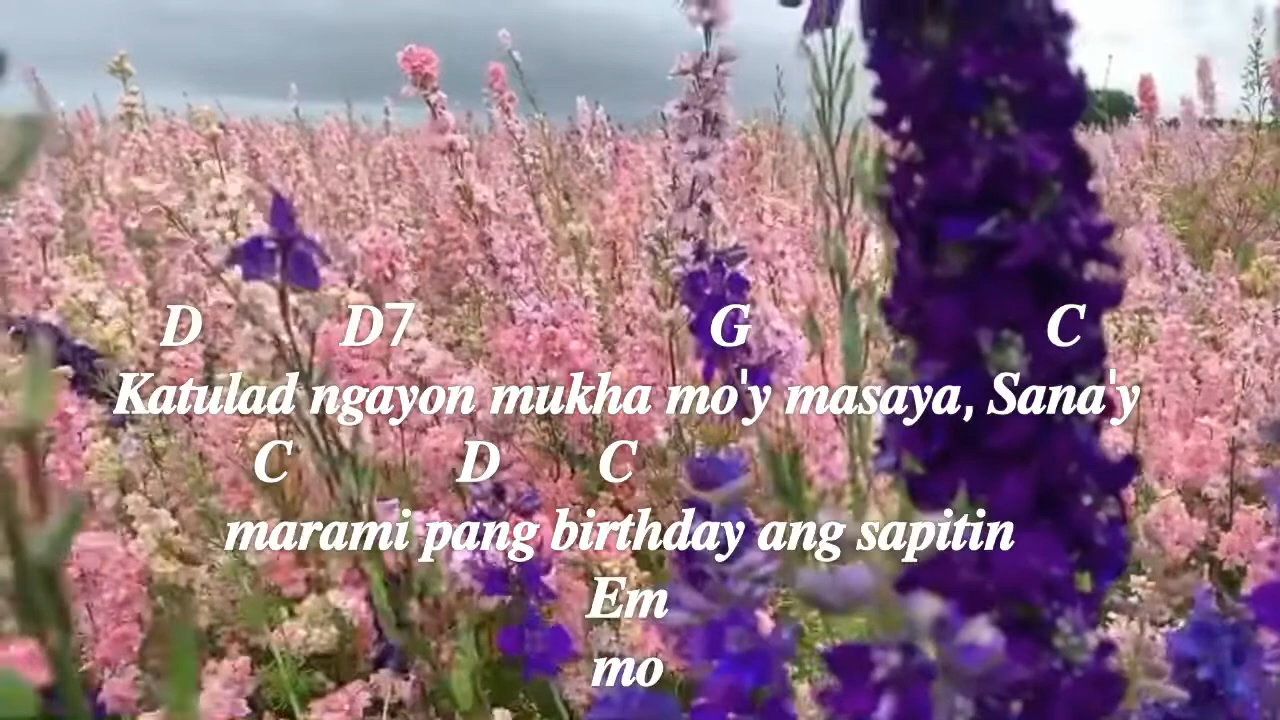 D D7 G C
Katulad ngayon mukha mo'y masaya, Sana'y
C D C
marami pang birthday ang sapitin
Em
mo